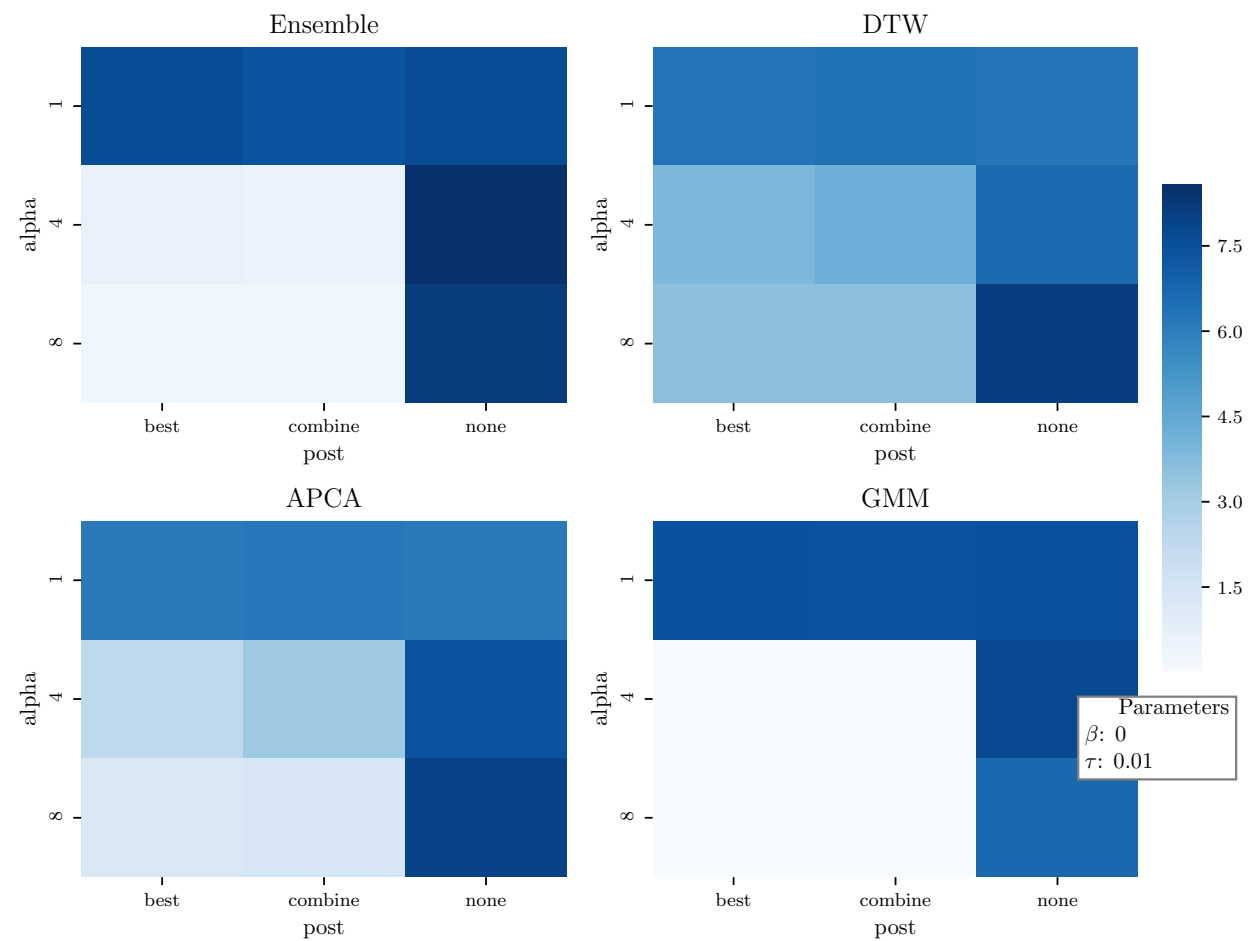 Ensemble
alpha
1
4
8
best combine none
post
DTW
alpha
1
4
8
best combine none
post
7.5
6.0
4.5
3.0
1.5
APCA
alpha
1
4
8
best combine none
post
GMM
alpha
1
4
8
best combine none
post
Parameters
β: 0
τ: 0.01